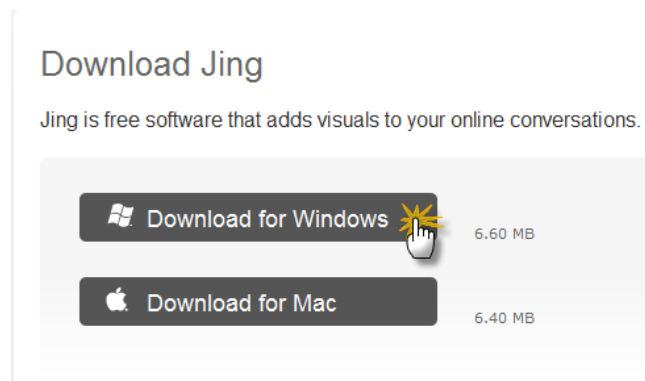 Download Jing
Jing is free software that adds visuals to your online conversations.
Download for Windows
6.60 MB
Download for Mac
6.40 MB